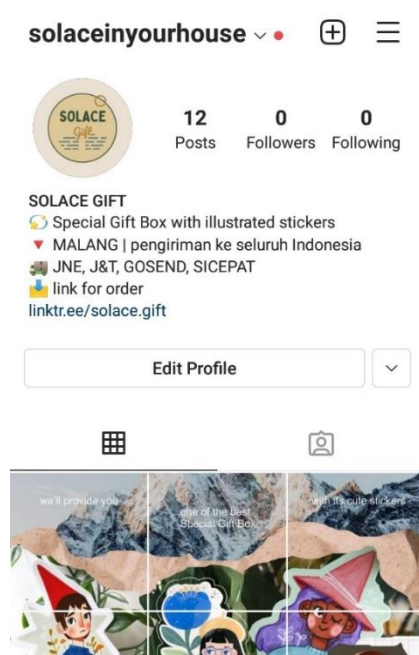 solaceinyourhouse
SOLACE
Gift
12
Posts
0
Followers
0
Following
SOLACE GIFT
💫 Special Gift Box with illustrated stickers
🔻 MALANG | pengiriman ke seluruh Indonesia
🚚 JNE, J&T, GOSEND, SICEPAT
📩 link for order
linktr.ee/solace.gift
Edit Profile
we'll provide you
one of the best
Special Gift Box
with its cute stickers